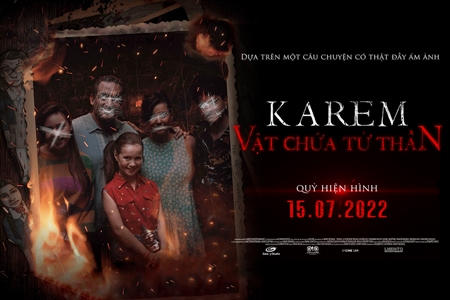 DỰA TRÊN MỘT CÂU CHUYỆN CÓ THẬT ĐẦY ÁM ẢNH
KAREM
VẬT CHỨA TỬ THẦN
QUỶ HIỆN HÌNH
15.07.2022